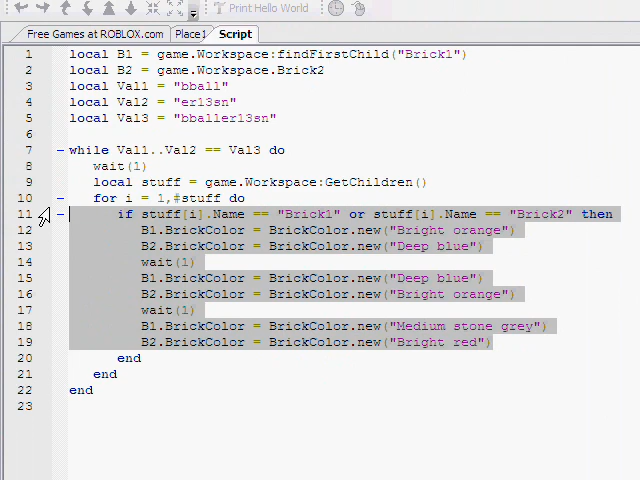 Print Hello World
Free Games at ROBLOX.com Place1 Script
1 local B1 = game.Workspace:findFirstChild("Brick1")
2 local B2 = game.Workspace.Brick2
3 local Val1 = "bball"
4 local Val2 = "er13sn"
5 local Val3 = "bballer13sn"
6
7 while Val1..Val2 == Val3 do
8 wait(1)
9 local stuff = game.Workspace:GetChildren()
10 for i = 1,#stuff do
11 if stuff[i].Name == "Brick1" or stuff[i].Name == "Brick2" then
12 B1.BrickColor = BrickColor.new("Bright orange")
13 B2.BrickColor = BrickColor.new("Deep blue")
14 wait(1)
15 B1.BrickColor = BrickColor.new("Deep blue")
16 B2.BrickColor = BrickColor.new("Bright orange")
17 wait(1)
18 B1.BrickColor = BrickColor.new("Medium stone grey")
19 B2.BrickColor = BrickColor.new("Bright red")
20 end
21 end
22 end
23